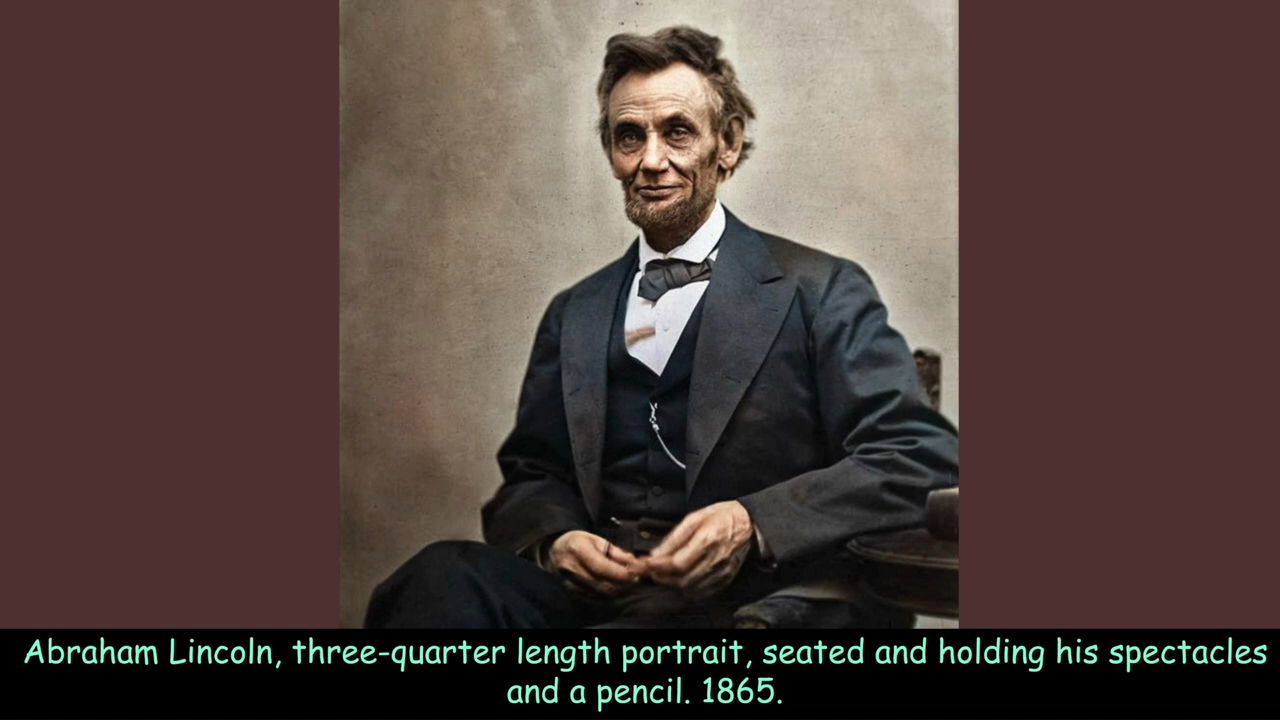 Abraham Lincoln, three-quarter length portrait, seated and holding his spectacles
and a pencil. 1865.